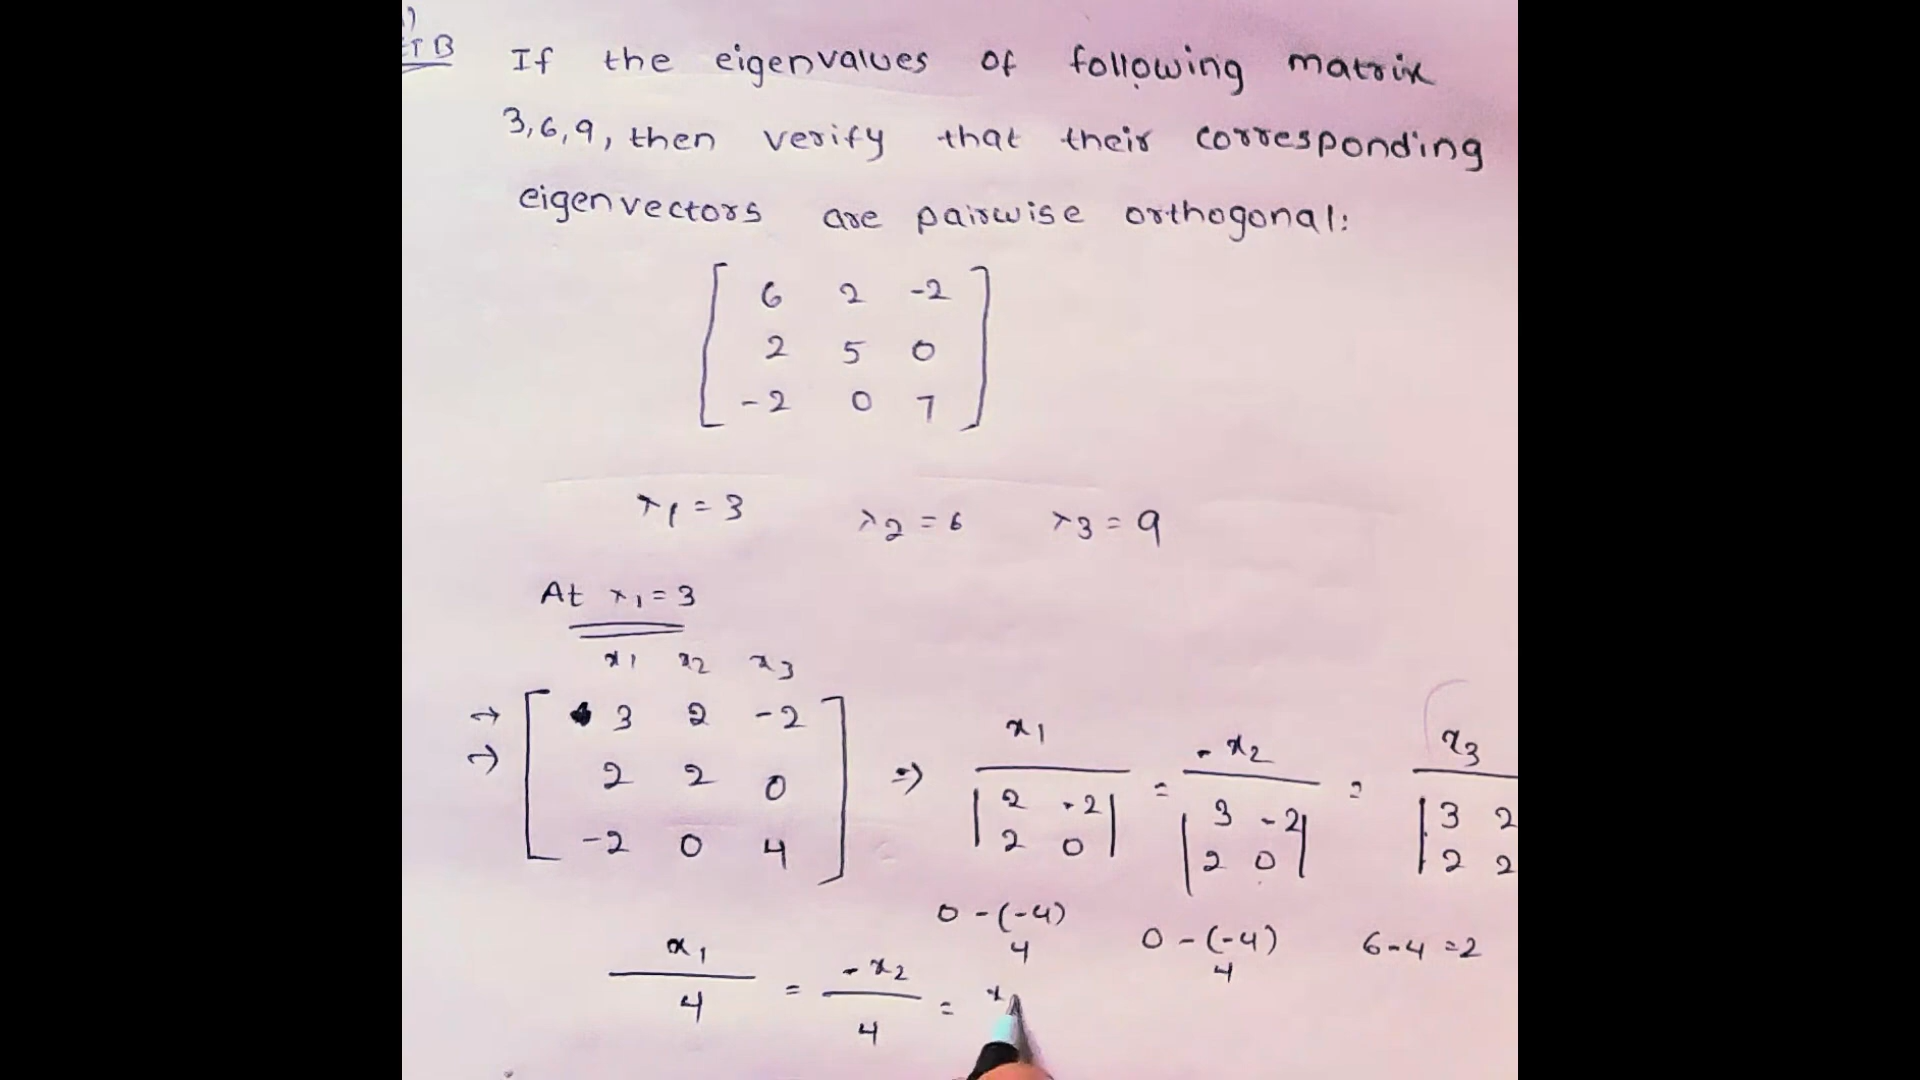 ET B If the eigenvalues of following matrix
3,6,9, then verify that their corresponding
eigenvectors are pairwise orthogonal:
6 2 -2
2 5 0
-2 0 7
λ1 = 3 λ2 = 6 λ3 = 9
At λ1 = 3
x1 x2 x3
→ 3 2 -2
→ 2 2 0
-2 0 4
⇒ x1 / |2 -2; 2 0| = -x2 / |3 -2; 2 0| = x3 / |3 2; 2 2
0 - (-4) 0 - (-4) 6-4 = 2
4 4
x1 / 4 = -x2 / 4 = x